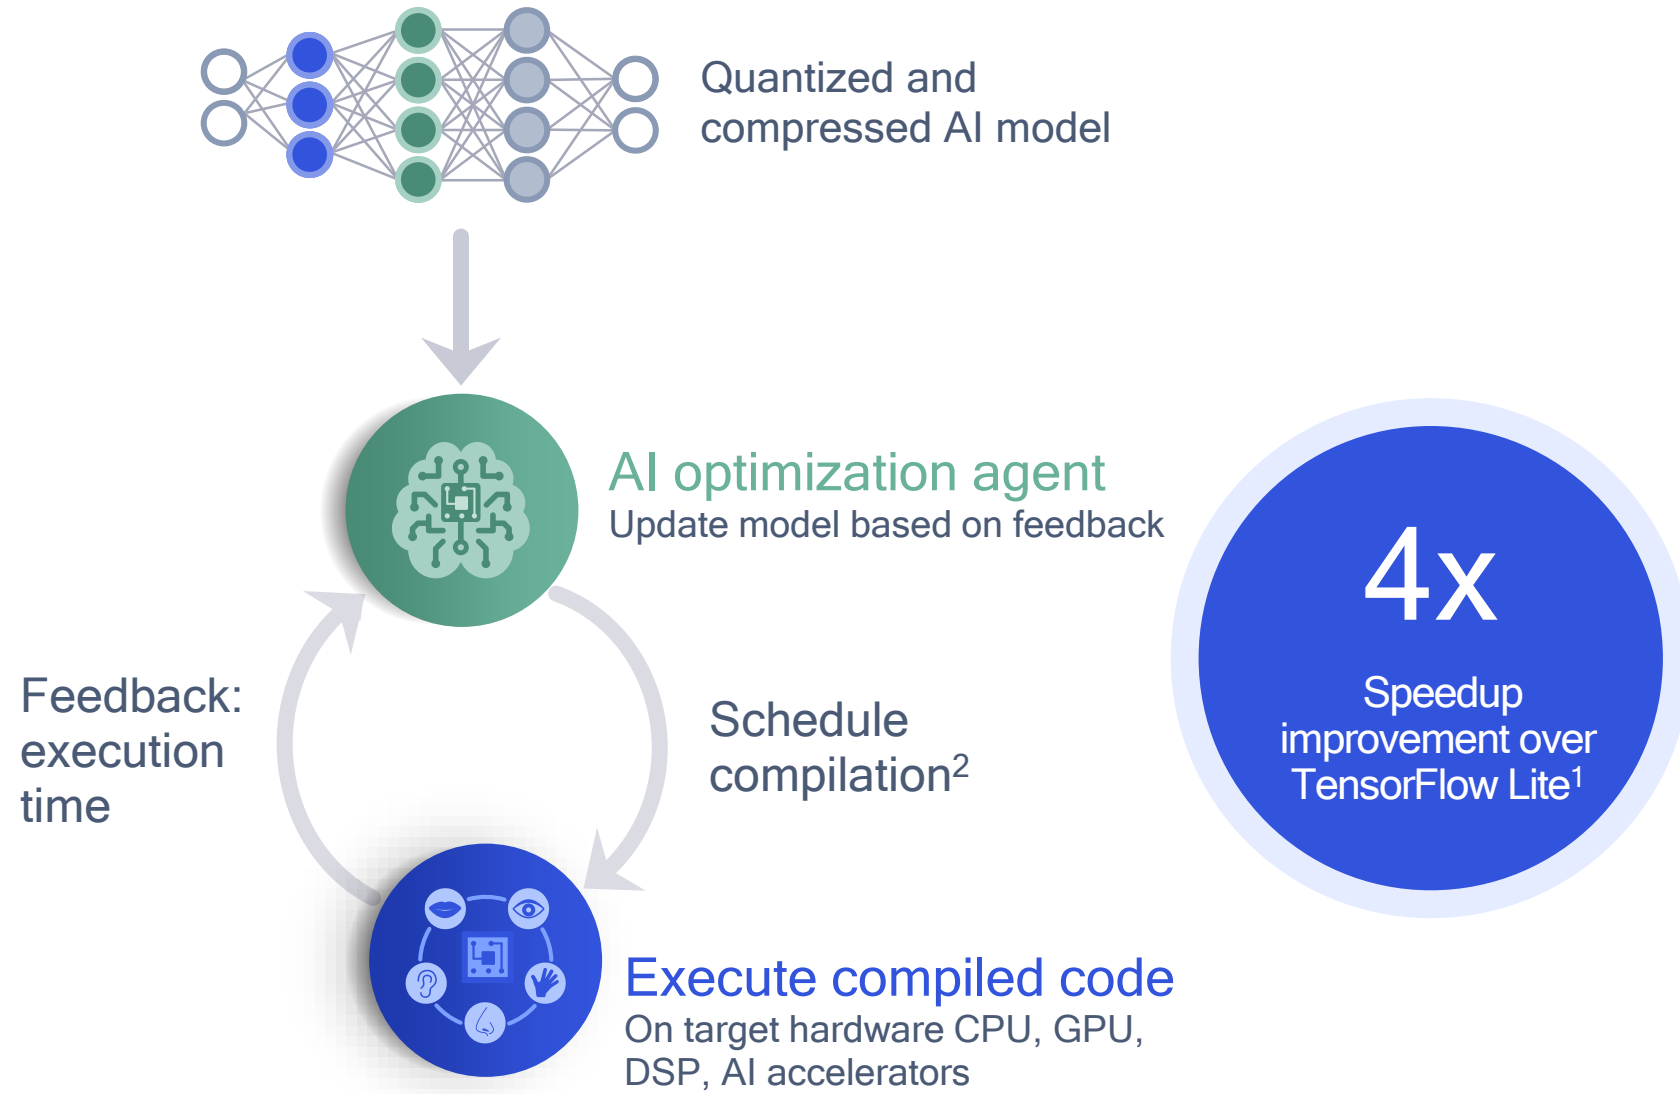 Quantized and
compressed AI model
AI optimization agent
Update model based on feedback
Feedback:
execution
time
Schedule
compilation²
4x
Speedup
improvement over
TensorFlow Lite¹
Execute compiled code
On target hardware CPU, GPU,
DSP, AI accelerators